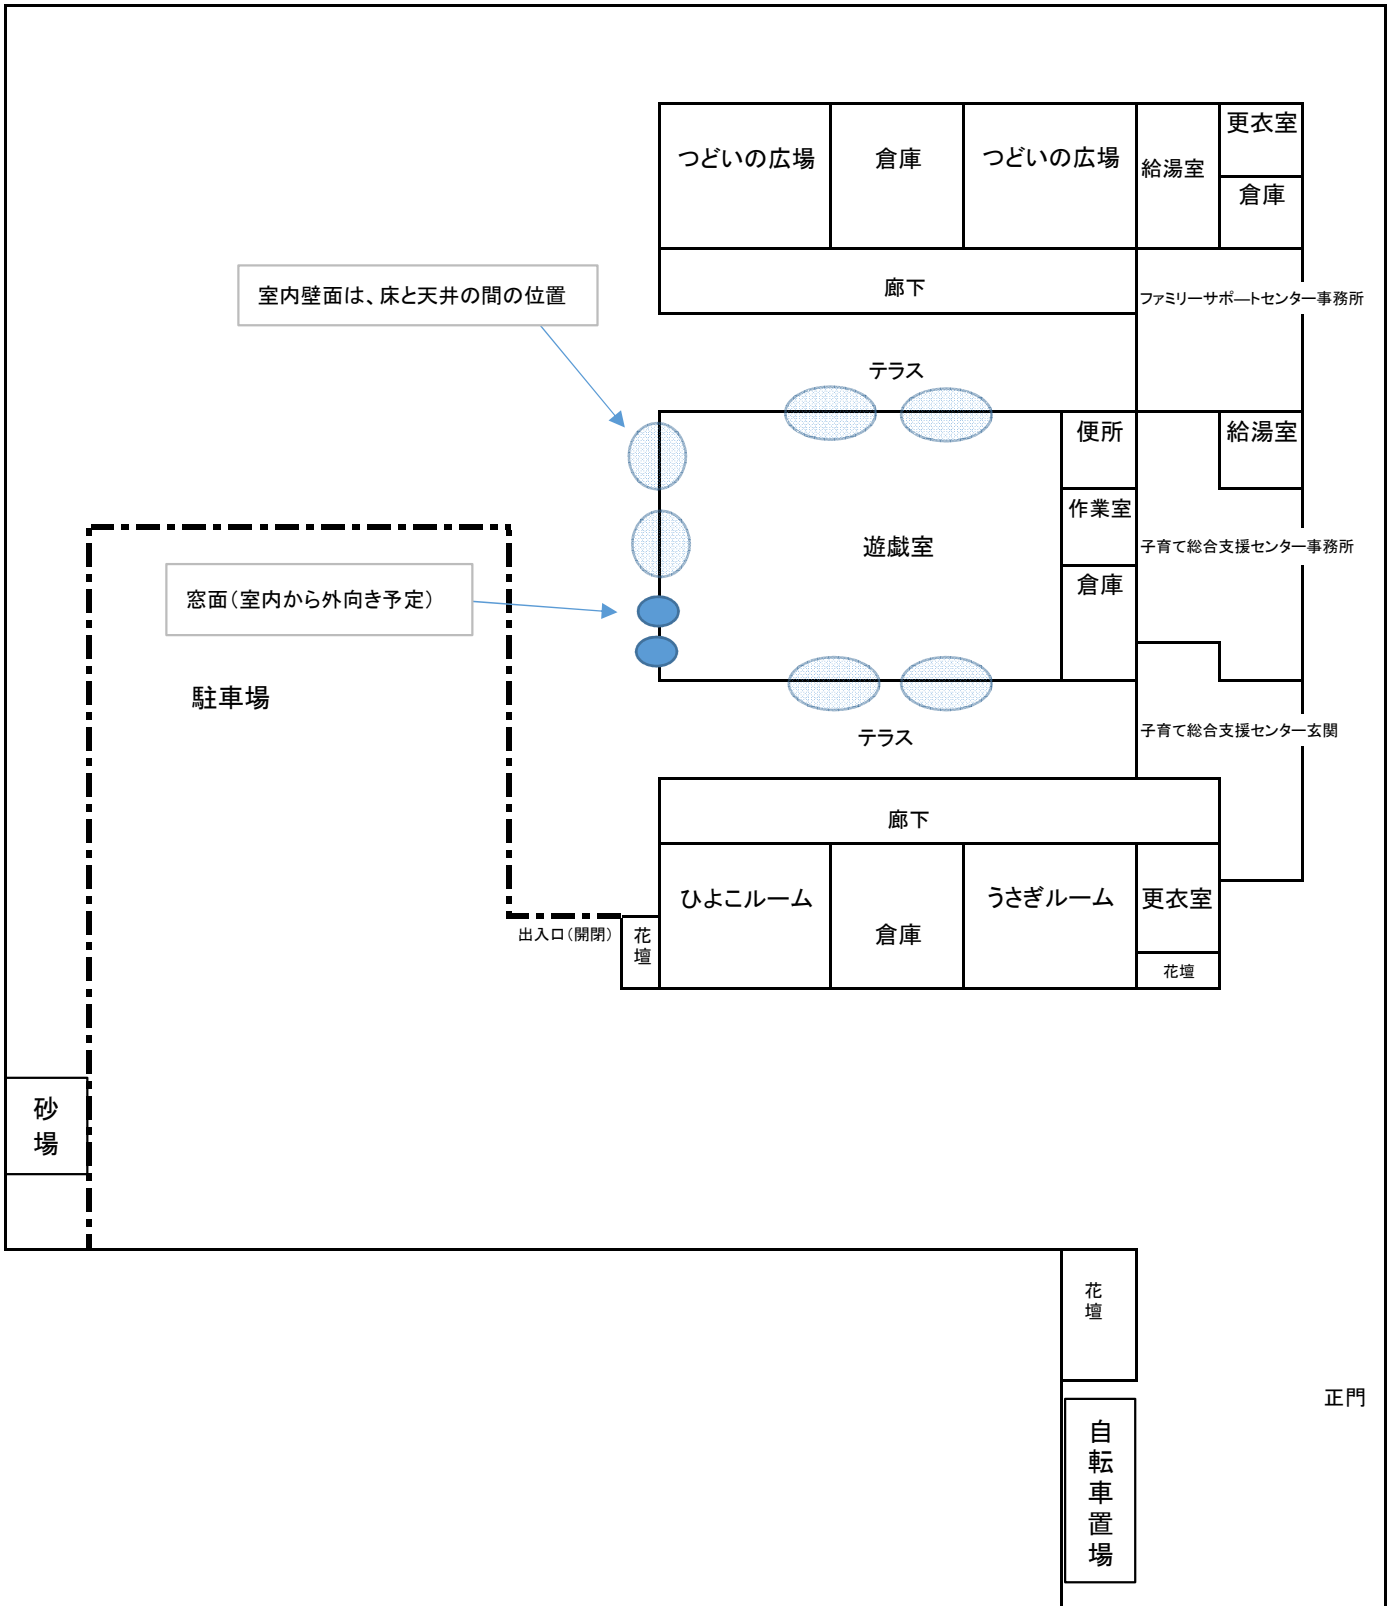 つどいの広場
倉庫
つどいの広場
給湯室
更衣室
倉庫
廊下
室内壁面は、床と天井の間の位置
ファミリーサポートセンター事務所
テラス
便所
給湯室
作業室
遊戯室
子育て総合支援センター事務所
倉庫
窓面（室内から外向き予定）
駐車場
テラス
子育て総合支援センター玄関
廊下
ひよこルーム
倉庫
うさぎルーム
更衣室
出入口（開閉）
花壇
花壇
砂場
花壇
正門
自転車置場